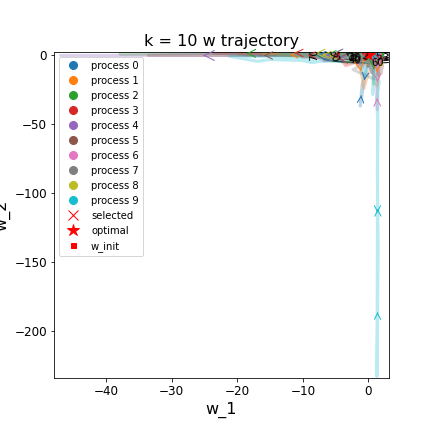 k = 10 w trajectory
0
−50
−100
−150
−200
w_2
process 0
process 1
process 2
process 3
process 4
process 5
process 6
process 7
process 8
process 9
selected
optimal
w_init
−40
−30
−20
−10
0
w_1